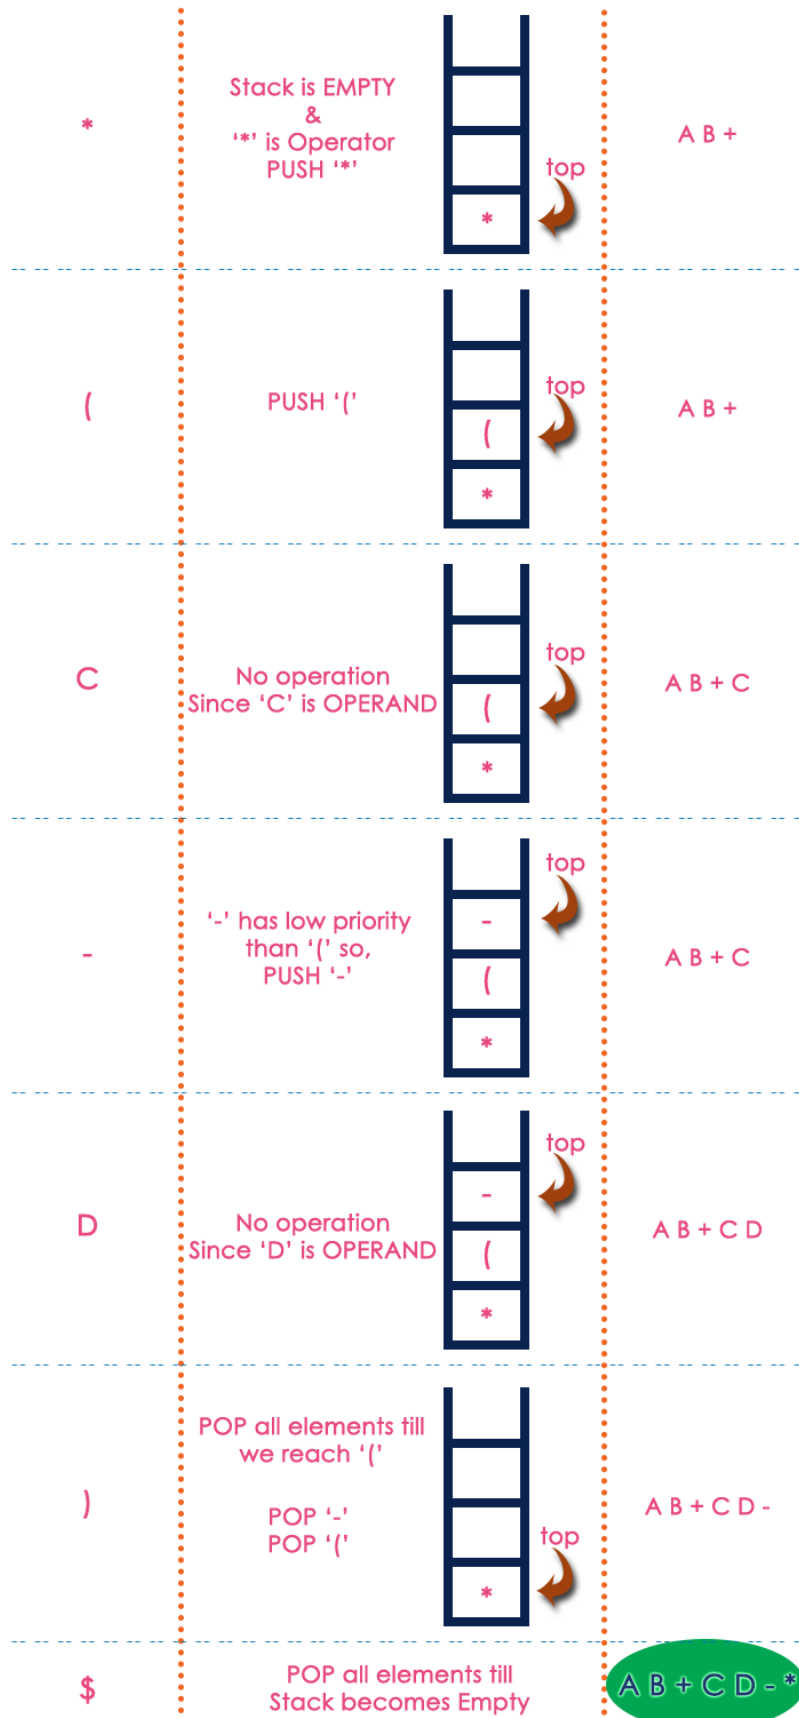 *
Stack is EMPTY
&
‘*’ is Operator
PUSH ‘*’
top
*
A B +
(
PUSH ‘(’
top
(
*
A B +
C
No operation
Since ‘C’ is OPERAND
top
(
*
A B + C
-
‘-’ has low priority
than ‘(’ so,
PUSH ‘-’
top
-
(
*
A B + C
D
No operation
Since ‘D’ is OPERAND
top
-
(
*
A B + C D
)
POP all elements till
we reach ‘(’
POP ‘-’
POP ‘(’
top
*
A B + C D -
$
POP all elements till
Stack becomes Empty
A B + C D - *